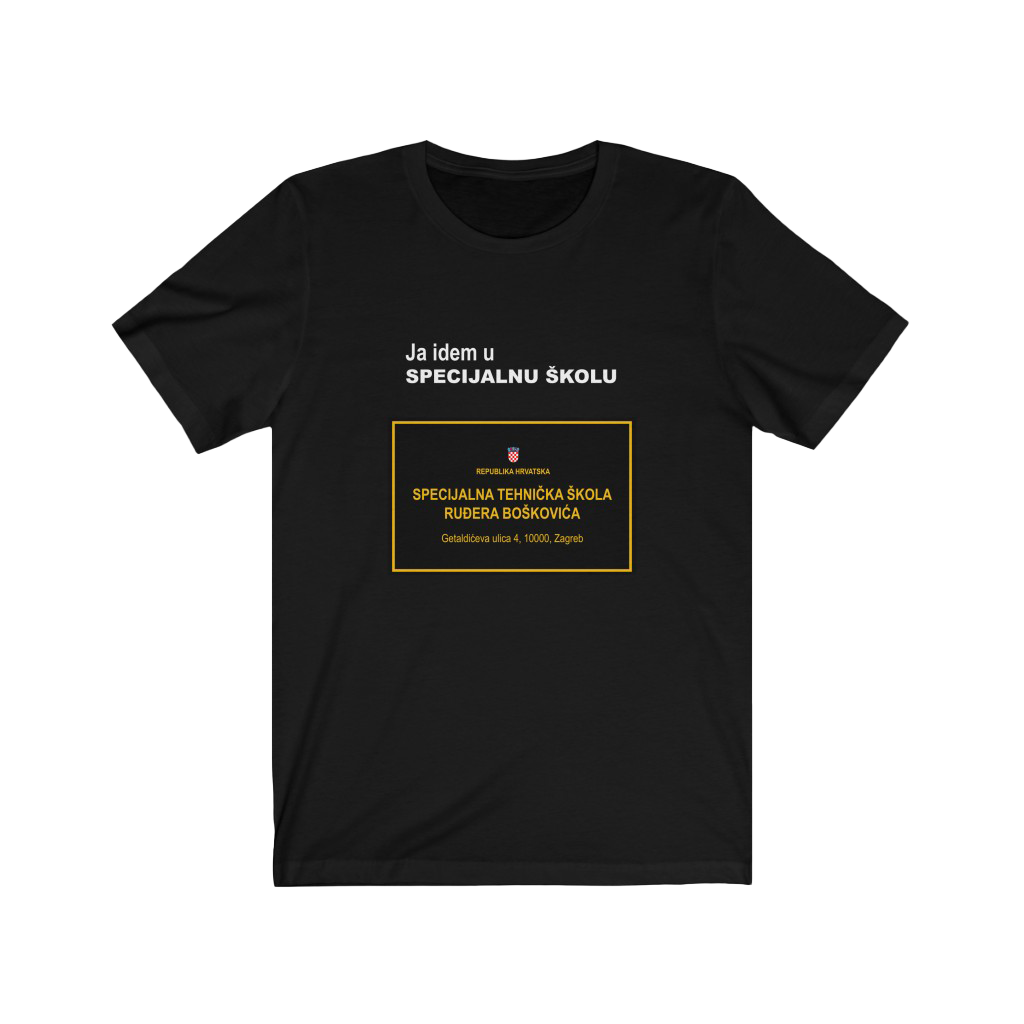 Ja idem u
SPECIJALNU ŠKOLU
REPUBLIKA HRVATSKA
SPECIJALNA TEHNIČKA ŠKOLA
RUĐERA BOŠKOVIĆA
Getaldićeva ulica 4, 10000, Zagreb